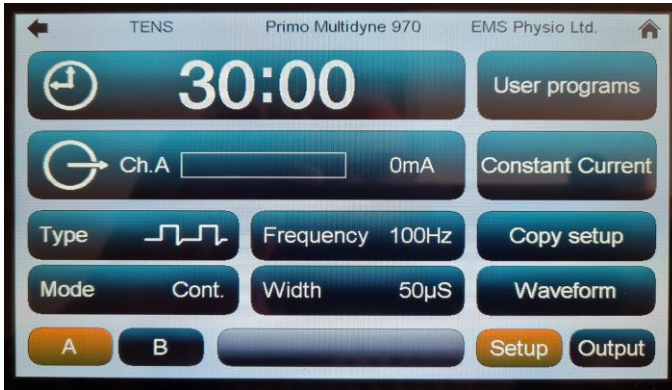 TENS Primo Multidyne 970 EMS Physio Ltd.
30:00 User programs
Ch.A 0mA Constant Current
Type Frequency 100Hz Copy setup
Mode Cont. Width 50µS Waveform
A B Setup Output